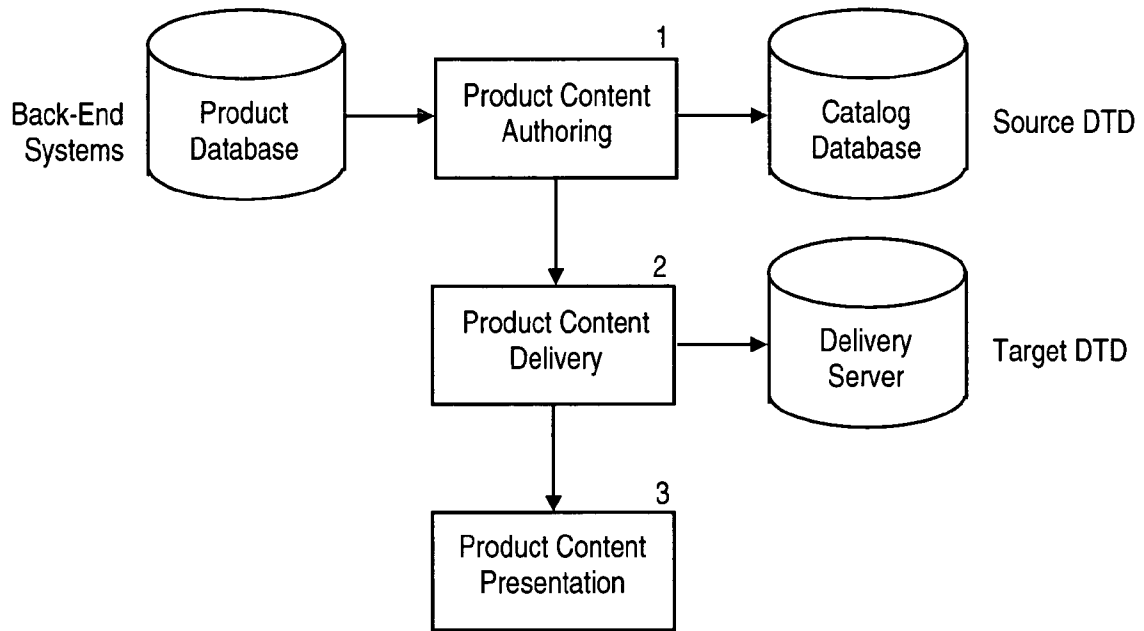 1
Back-End
Systems
Product
Database
Product Content
Authoring
Catalog
Database
Source DTD
2
Product Content
Delivery
Delivery
Server
Target DTD
3
Product Content
Presentation